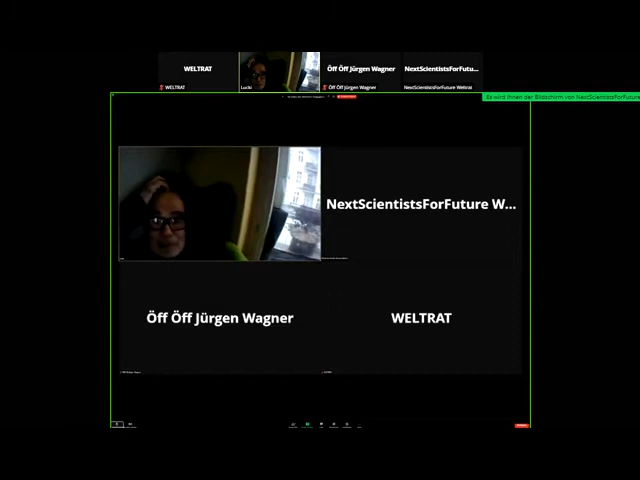 WELTRAT
Öff Öff Jürgen Wagner
NextScientistsForFutu...
WELTRAT
Lucki
Öff Öff Jürgen Wagner
NextScientistsForFuture Weltrat
Es wird Ihnen der Bildschirm von NextScientistsForFuture
NextScientistsForFuture W...
Öff Öff Jürgen Wagner
WELTRAT